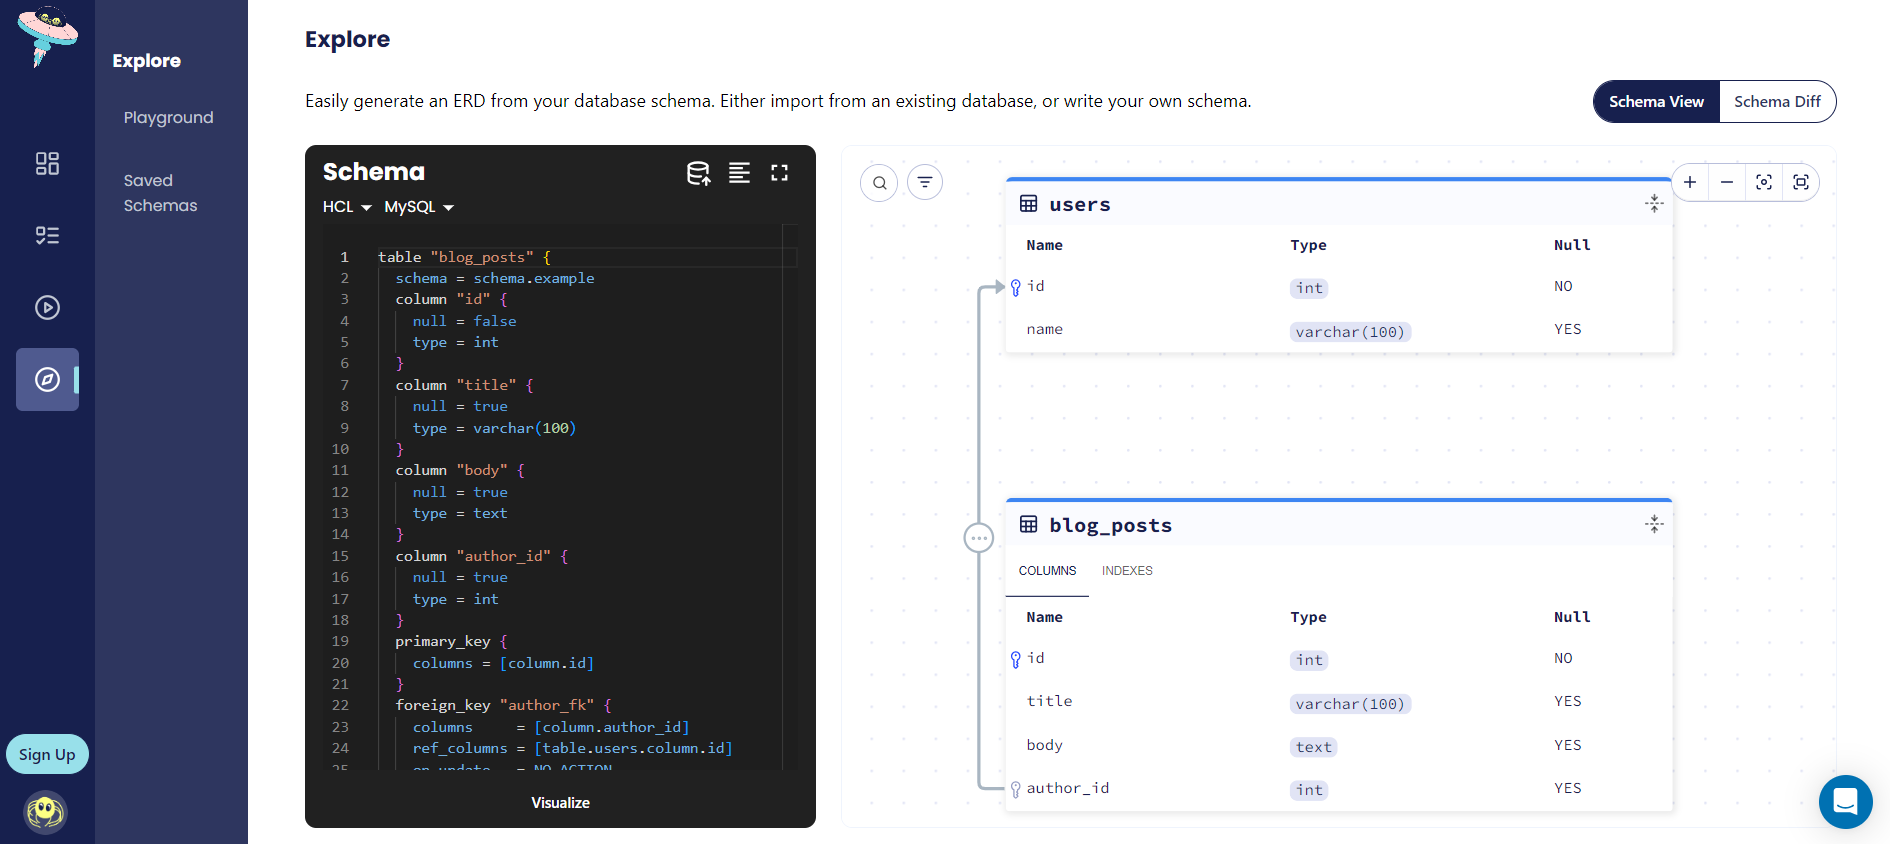 Explore
Playground
Saved
Schemas
Sign Up
Explore
Easily generate an ERD from your database schema. Either import from an existing database, or write your own schema.
Schema View
Schema Diff
Schema
HCL
MySQL
1 table "blog_posts" {
2 schema = schema.example
3 column "id" {
4 null = false
5 type = int
6 }
7 column "title" {
8 null = true
9 type = varchar(100)
10 }
11 column "body" {
12 null = true
13 type = text
14 }
15 column "author_id" {
16 null = true
17 type = int
18 }
19 primary_key {
20 columns = [column.id]
21 }
22 foreign_key "author_fk" {
23 columns     = [column.author_id]
24 ref_columns = [table.users.column.id]
25 on_update   = NO_ACTION
Visualize
users
Name Type Null
id int NO
name varchar(100) YES
blog_posts
COLUMNS INDEXES
Name Type Null
id int NO
title varchar(100) YES
body text YES
author_id int YES